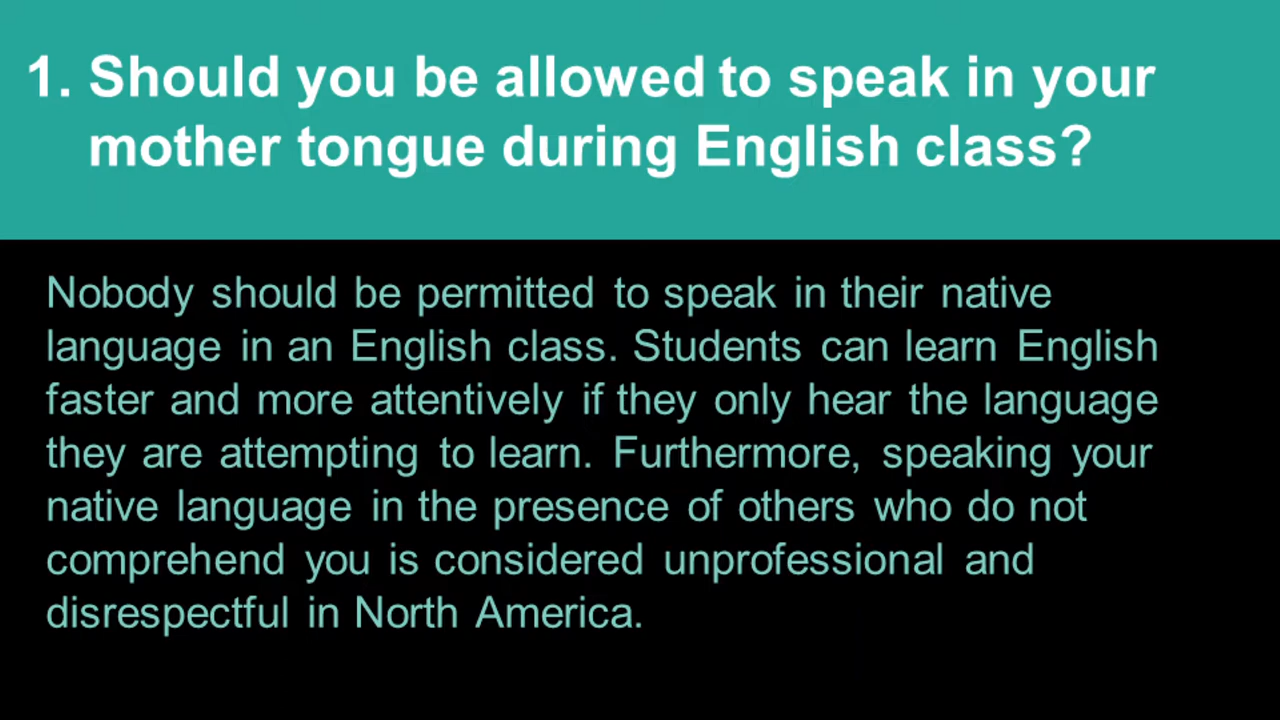 1. Should you be allowed to speak in your
mother tongue during English class?
Nobody should be permitted to speak in their native
language in an English class. Students can learn English
faster and more attentively if they only hear the language
they are attempting to learn. Furthermore, speaking your
native language in the presence of others who do not
comprehend you is considered unprofessional and
disrespectful in North America.